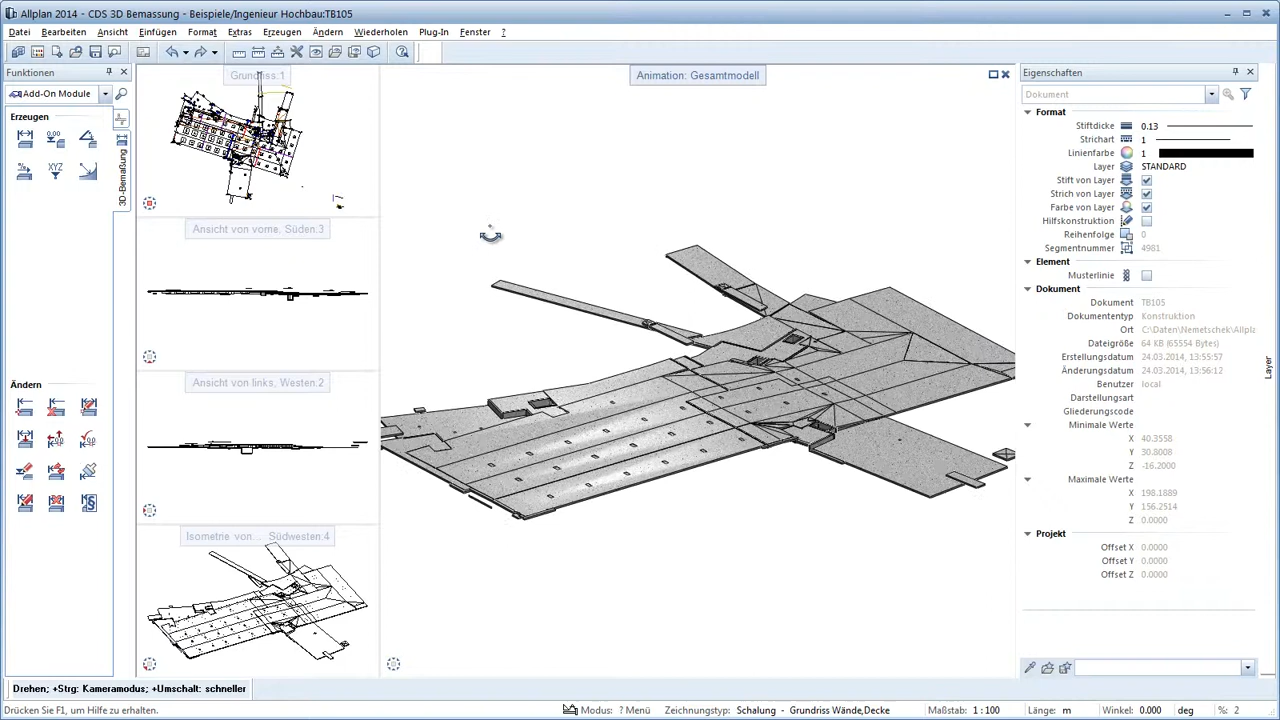 Allplan 2014 - CDS 3D Bemassung - Beispiele/Ingenieur Hochbau:TB105
Datei Bearbeiten Ansicht Einfügen Format Extras Erzeugen Ändern Wiederholen Plug-In Fenster ?
Funktionen
Add-On Module
Erzeugen
0.00
XYZ
3D-Bemaßung
Ändern
Grundriss:1
Ansicht von vorne, Süden:3
Ansicht von links, Westen:2
Isometrie von... Südwesten:4
Animation: Gesamtmodell
Eigenschaften
Dokument
Format
Stiftdicke 0.13
Strichart 1
Linienfarbe 1
Layer STANDARD
Stift von Layer
Strich von Layer
Farbe von Layer
Hilfskonstruktion
Reihenfolge 0
Segmentnummer 4981
Element
Musterlinie
Dokument
Dokument TB105
Dokumententyp Konstruktion
Ort C:\Daten\Nemetschek\Allpla
Dateigröße 64 KB (65554 Bytes)
Erstellungsdatum 24.03.2014, 13:55:57
Änderungsdatum 24.03.2014, 13:56:12
Benutzer local
Darstellungsart
Gliederungscode
Minimale Werte
X 40.3558
Y 30.8008
Z -16.2000
Maximale Werte
X 198.1889
Y 156.2514
Z 0.0000
Projekt
Offset X 0.0000
Offset Y 0.0000
Offset Z 0.0000
Layer
Drehen; +Strg: Kameramodus; +Umschalt: schneller
Drücken Sie F1, um Hilfe zu erhalten.
Modus: ? Menü Zeichnungstyp: Schalung - Grundriss Wände,Decke Maßstab: 1 : 100 Länge: m Winkel: 0.000 deg %: 2